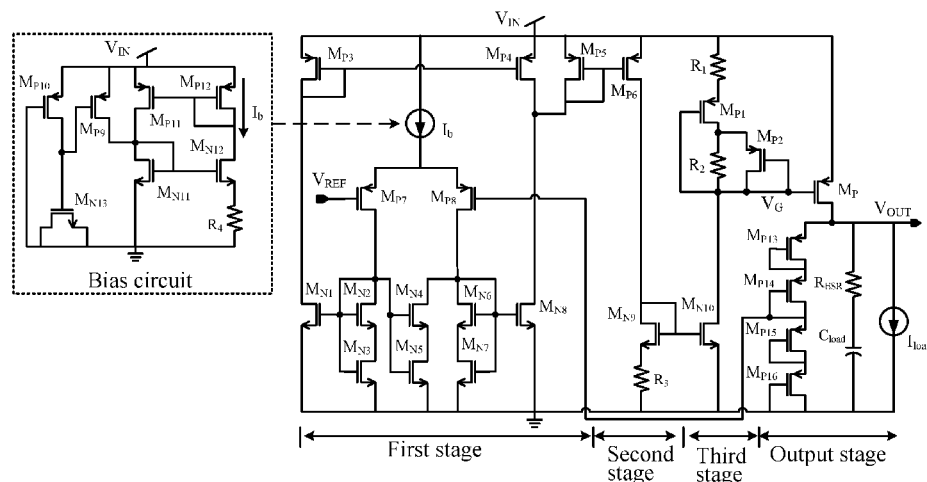 V_IN
M_P10
M_P12
M_P9
M_P11
I_b
M_N12
M_N11
M_N13
R_4
Bias circuit
V_IN
M_P3
M_P4
M_P5
M_P6
R_1
M_P1
M_P2
R_2
I_b
V_REF
M_P7
M_P8
V_G
M_P
V_OUT
M_P13
M_P14
M_P15
M_P16
R_ESR
C_load
I_loa
M_N1
M_N2
M_N4
M_N6
M_N8
M_N3
M_N5
M_N7
M_N9
M_N10
R_3
First stage
Second
stage
Third
stage
Output stage